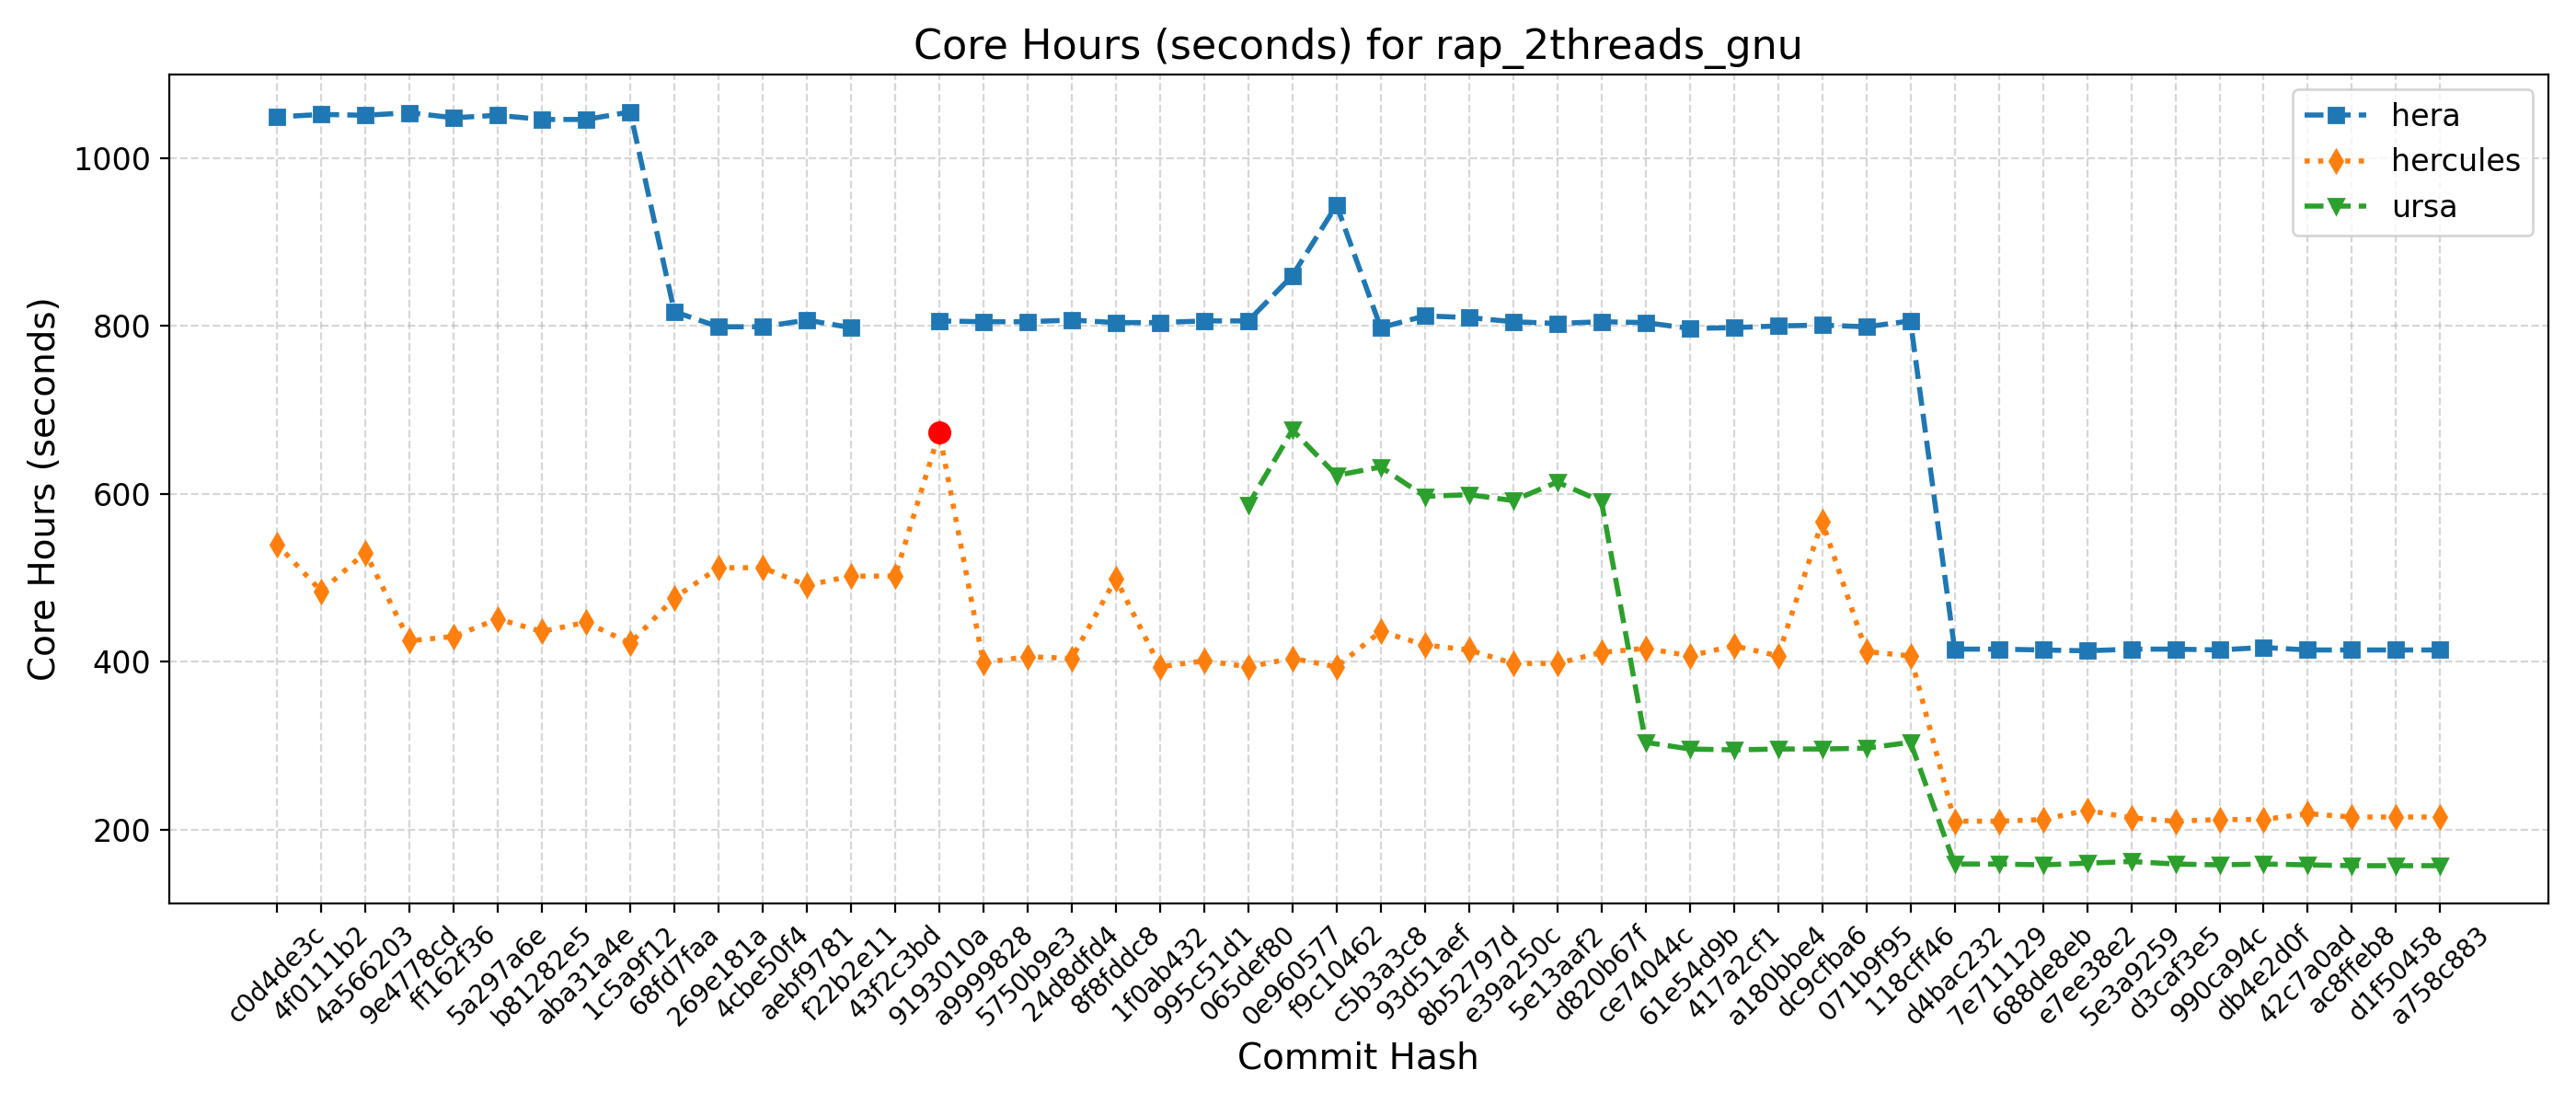 Core Hours (seconds) for rap_2threads_gnu
hera
hercules
ursa
Core Hours (seconds)
1000
800
600
400
200
c0d4de3c
4f0111b2
4a566203
9e4778cd
ff162f36
5a297a6e
b81282e5
aba31a4e
1c5a9f12
68fd7faa
269e181a
4cbe50f4
aebf9781
f22b2e11
43f2c3bd
9193010a
a9999828
5750b9e3
24d8dfd4
8f8fddc8
1f0ab432
995c51d1
065def80
0e960577
f9c10462
c5b3a3c8
93d51aef
8b52797d
e39a250c
5e13aaf2
d820b67f
ce74044c
61e54d9b
417a2cf1
a180bbe4
dc9cfba6
071b9f95
118cff46
d4bac232
7e711129
688de8eb
e7ee38e2
5e3a9259
d3caf3e5
990ca94c
db4e2d0f
42c7a0ad
ac8ffeb8
d1f50458
a758c883
Commit Hash